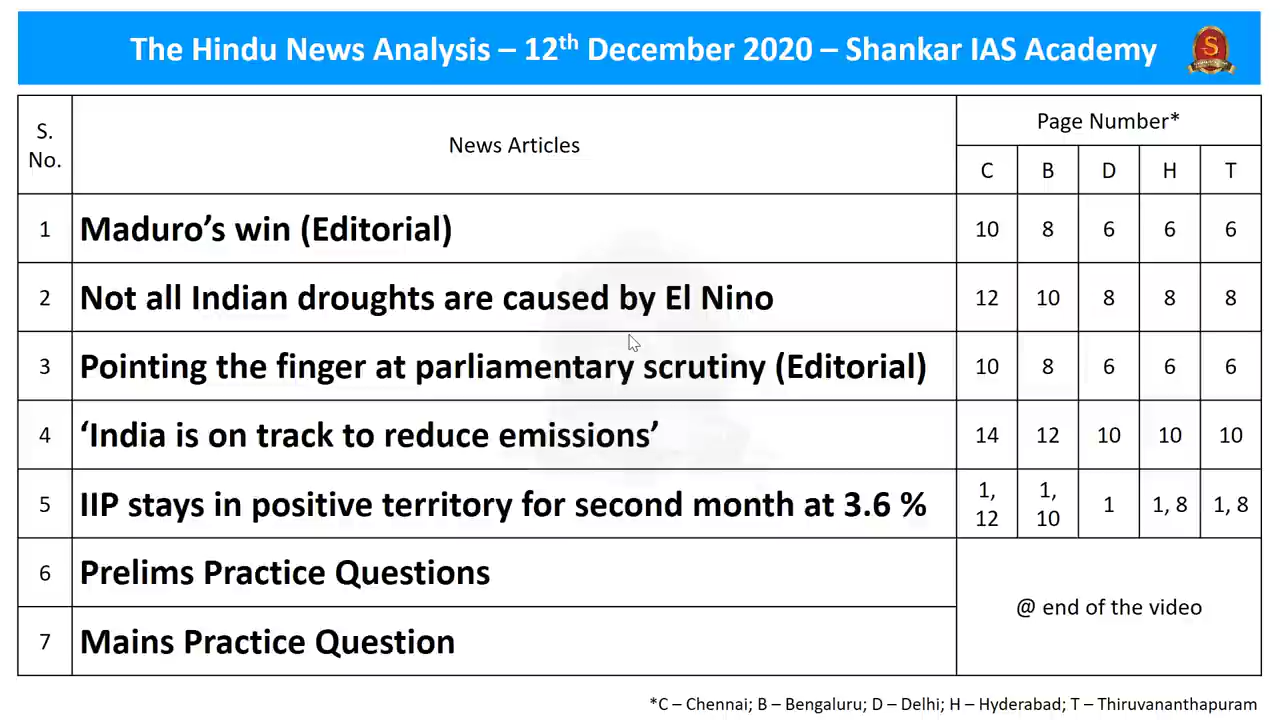 The Hindu News Analysis – 12th December 2020 – Shankar IAS Academy
S. No.
News Articles
Page Number*
C B D H T
1 Maduro’s win (Editorial) 10 8 6 6 6
2 Not all Indian droughts are caused by El Nino 12 10 8 8 8
3 Pointing the finger at parliamentary scrutiny (Editorial) 10 8 6 6 6
4 ‘India is on track to reduce emissions’ 14 12 10 10 10
5 IIP stays in positive territory for second month at 3.6 % 1, 12 1, 10 1 1, 8 1, 8
6 Prelims Practice Questions
@ end of the video
7 Mains Practice Question
*C – Chennai; B – Bengaluru; D – Delhi; H – Hyderabad; T – Thiruvananthapuram